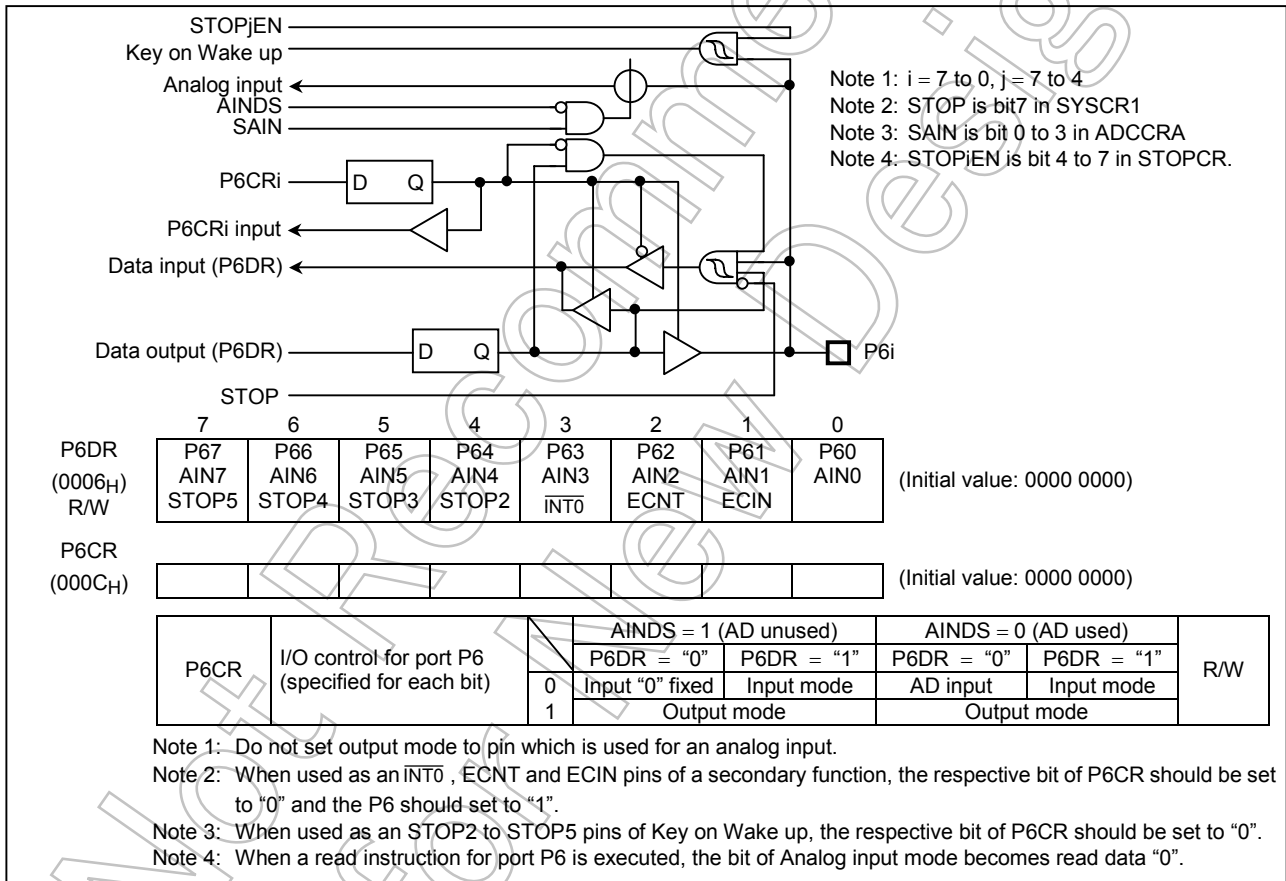 STOPjEN
Key on Wake up
Analog input
AINDS
SAIN
P6CRi
D Q
P6CRi input
Data input (P6DR)
Data output (P6DR)
D Q
P6i
STOP
Note 1: i = 7 to 0, j = 7 to 4
Note 2: STOP is bit7 in SYSCR1
Note 3: SAIN is bit 0 to 3 in ADCCRA
Note 4: STOPjEN is bit 4 to 7 in STOPCR.
7 6 5 4 3 2 1 0
P6DR
(0006H)
R/W
P67 P66 P65 P64 P63 P62 P61 P60
AIN7 AIN6 AIN5 AIN4 AIN3 AIN2 AIN1 AIN0
STOP5 STOP4 STOP3 STOP2 INT0 ECNT ECIN
(Initial value: 0000 0000)
P6CR
(000CH)
(Initial value: 0000 0000)
P6CR
I/O control for port P6
(specified for each bit)
AINDS = 1 (AD unused) AINDS = 0 (AD used)
P6DR = “0” P6DR = “1” P6DR = “0” P6DR = “1”
0 Input “0” fixed Input mode AD input Input mode
1 Output mode Output mode
R/W
Note 1: Do not set output mode to pin which is used for an analog input.
Note 2: When used as an INT0 , ECNT and ECIN pins of a secondary function, the respective bit of P6CR should be set
to “0” and the P6 should set to “1”.
Note 3: When used as an STOP2 to STOP5 pins of Key on Wake up, the respective bit of P6CR should be set to “0”.
Note 4: When a read instruction for port P6 is executed, the bit of Analog input mode becomes read data “0”.